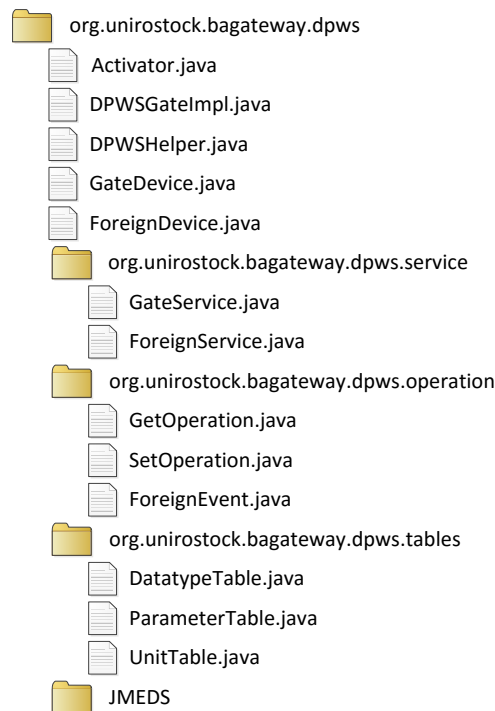 org.unirostock.bagateway.dpws
Activator.java
DPWSGateImpl.java
DPWSHelper.java
GateDevice.java
ForeignDevice.java
org.unirostock.bagateway.dpws.service
GateService.java
ForeignService.java
org.unirostock.bagateway.dpws.operation
GetOperation.java
SetOperation.java
ForeignEvent.java
org.unirostock.bagateway.dpws.tables
DatatypeTable.java
ParameterTable.java
UnitTable.java
JMEDS